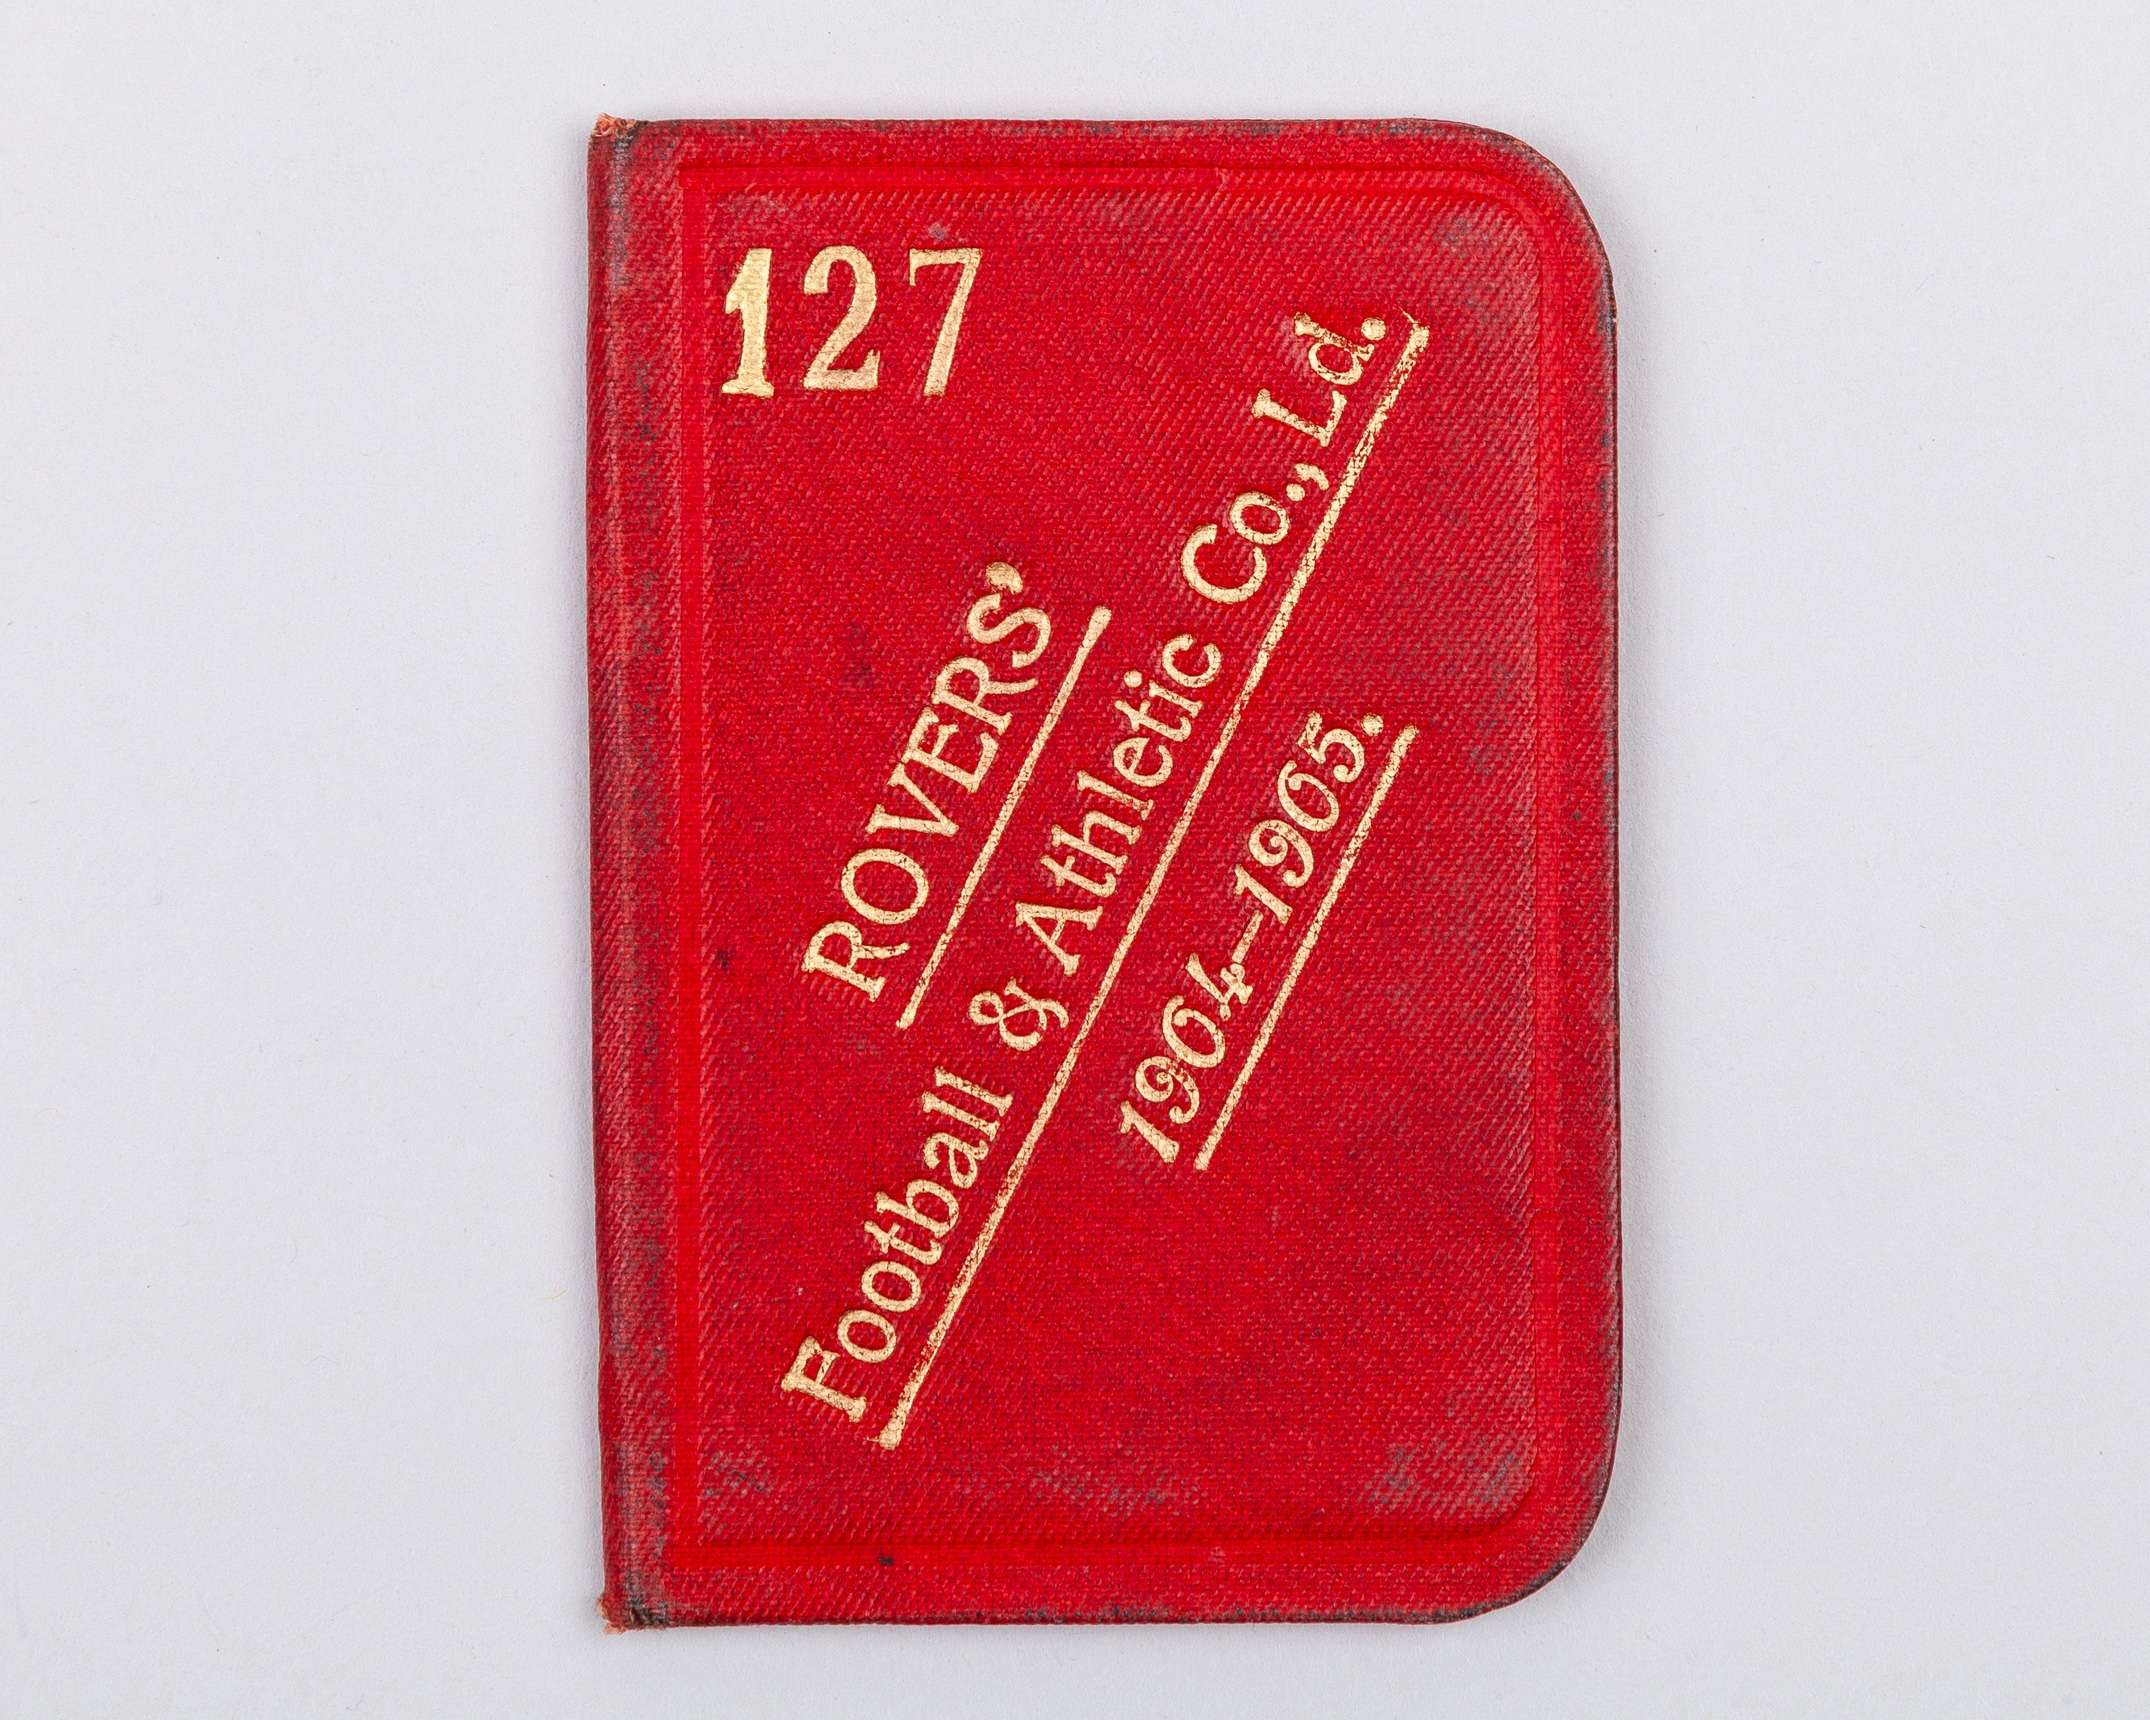 127
ROVERS'
Football & Athletic Co., Ld.
1904-1905.